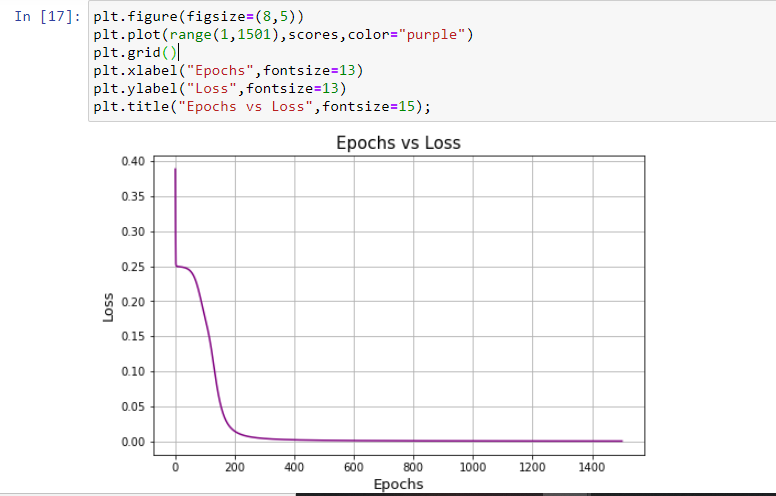 In [17]: plt.figure(figsize=(8,5))
plt.plot(range(1,1501),scores,color="purple")
plt.grid()
plt.xlabel("Epochs",fontsize=13)
plt.ylabel("Loss",fontsize=13)
plt.title("Epochs vs Loss",fontsize=15);
Epochs vs Loss
0.40
0.35
0.30
0.25
0.20
0.15
0.10
0.05
0.00
Loss
0 200 400 600 800 1000 1200 1400
Epochs